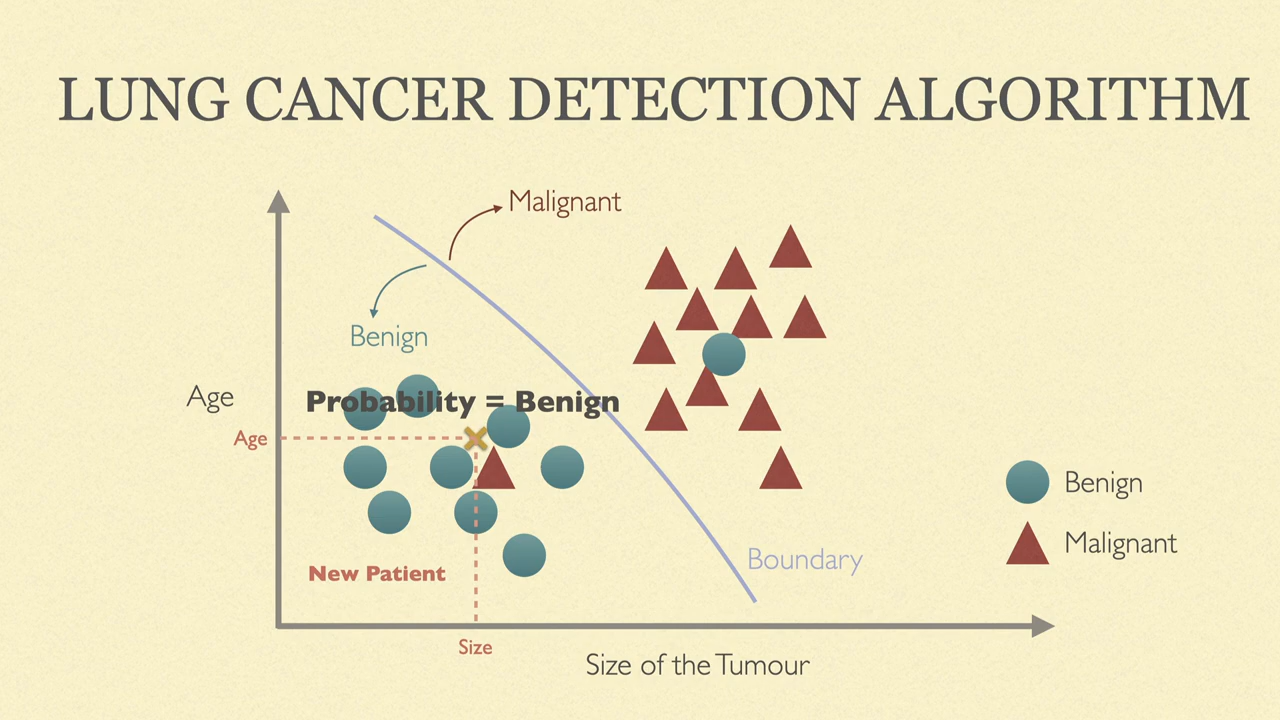 LUNG CANCER DETECTION ALGORITHM
Malignant
Benign
Age
Probability = Benign
Age
Benign
Malignant
Boundary
New Patient
Size
Size of the Tumour